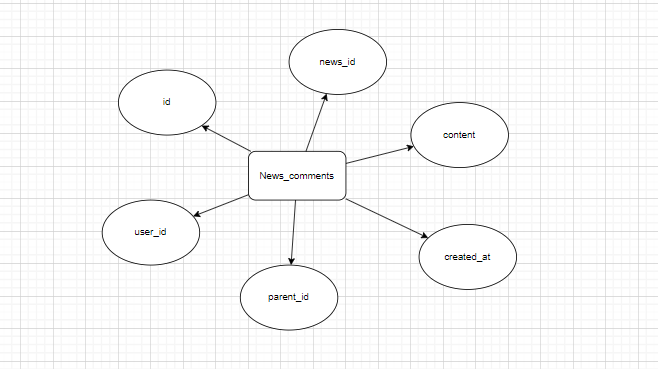 news_id
id
content
News_comments
user_id
created_at
parent_id